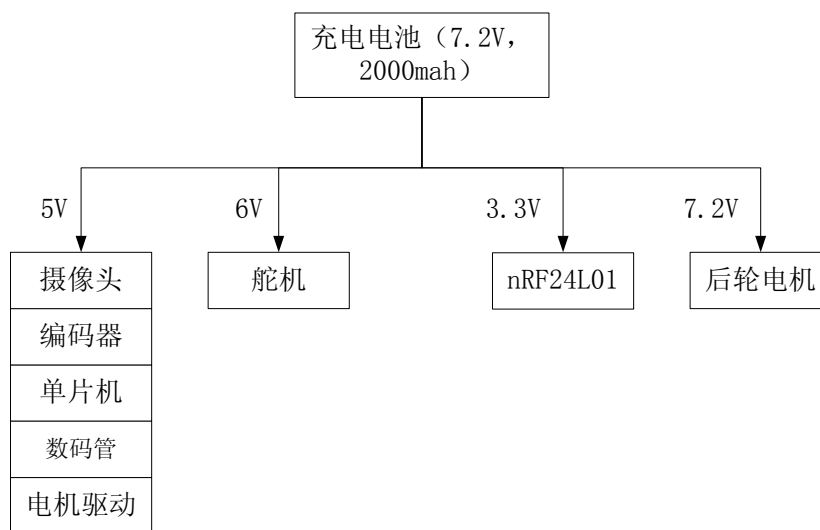 充电电池（7.2V，
2000mah）
5V
6V
3.3V
7.2V
摄像头
舵机
nRF24L01
后轮电机
编码器
单片机
数码管
电机驱动